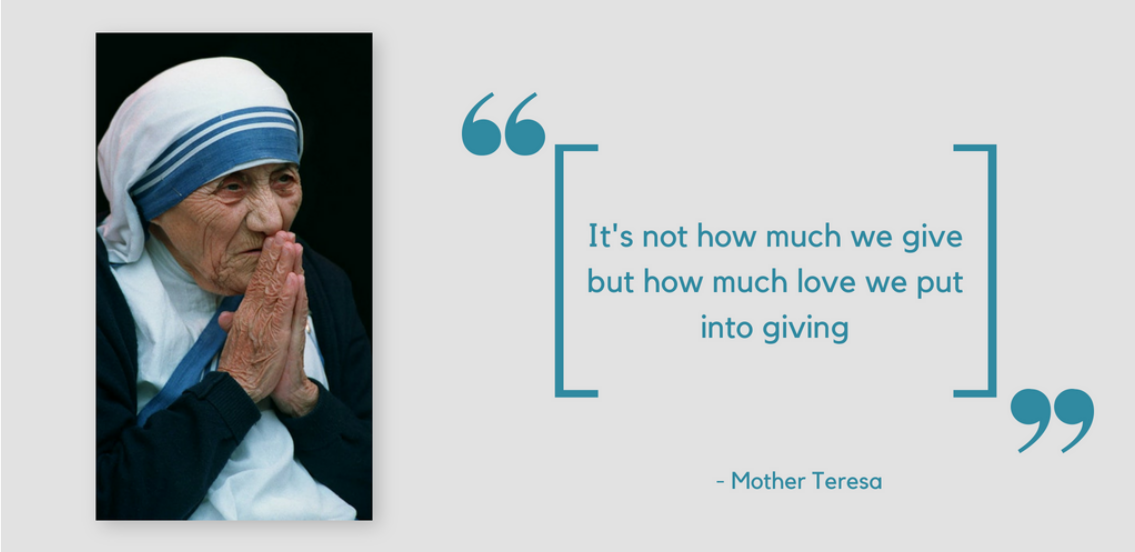 “
It's not how much we give
but how much love we put
into giving
”
- Mother Teresa